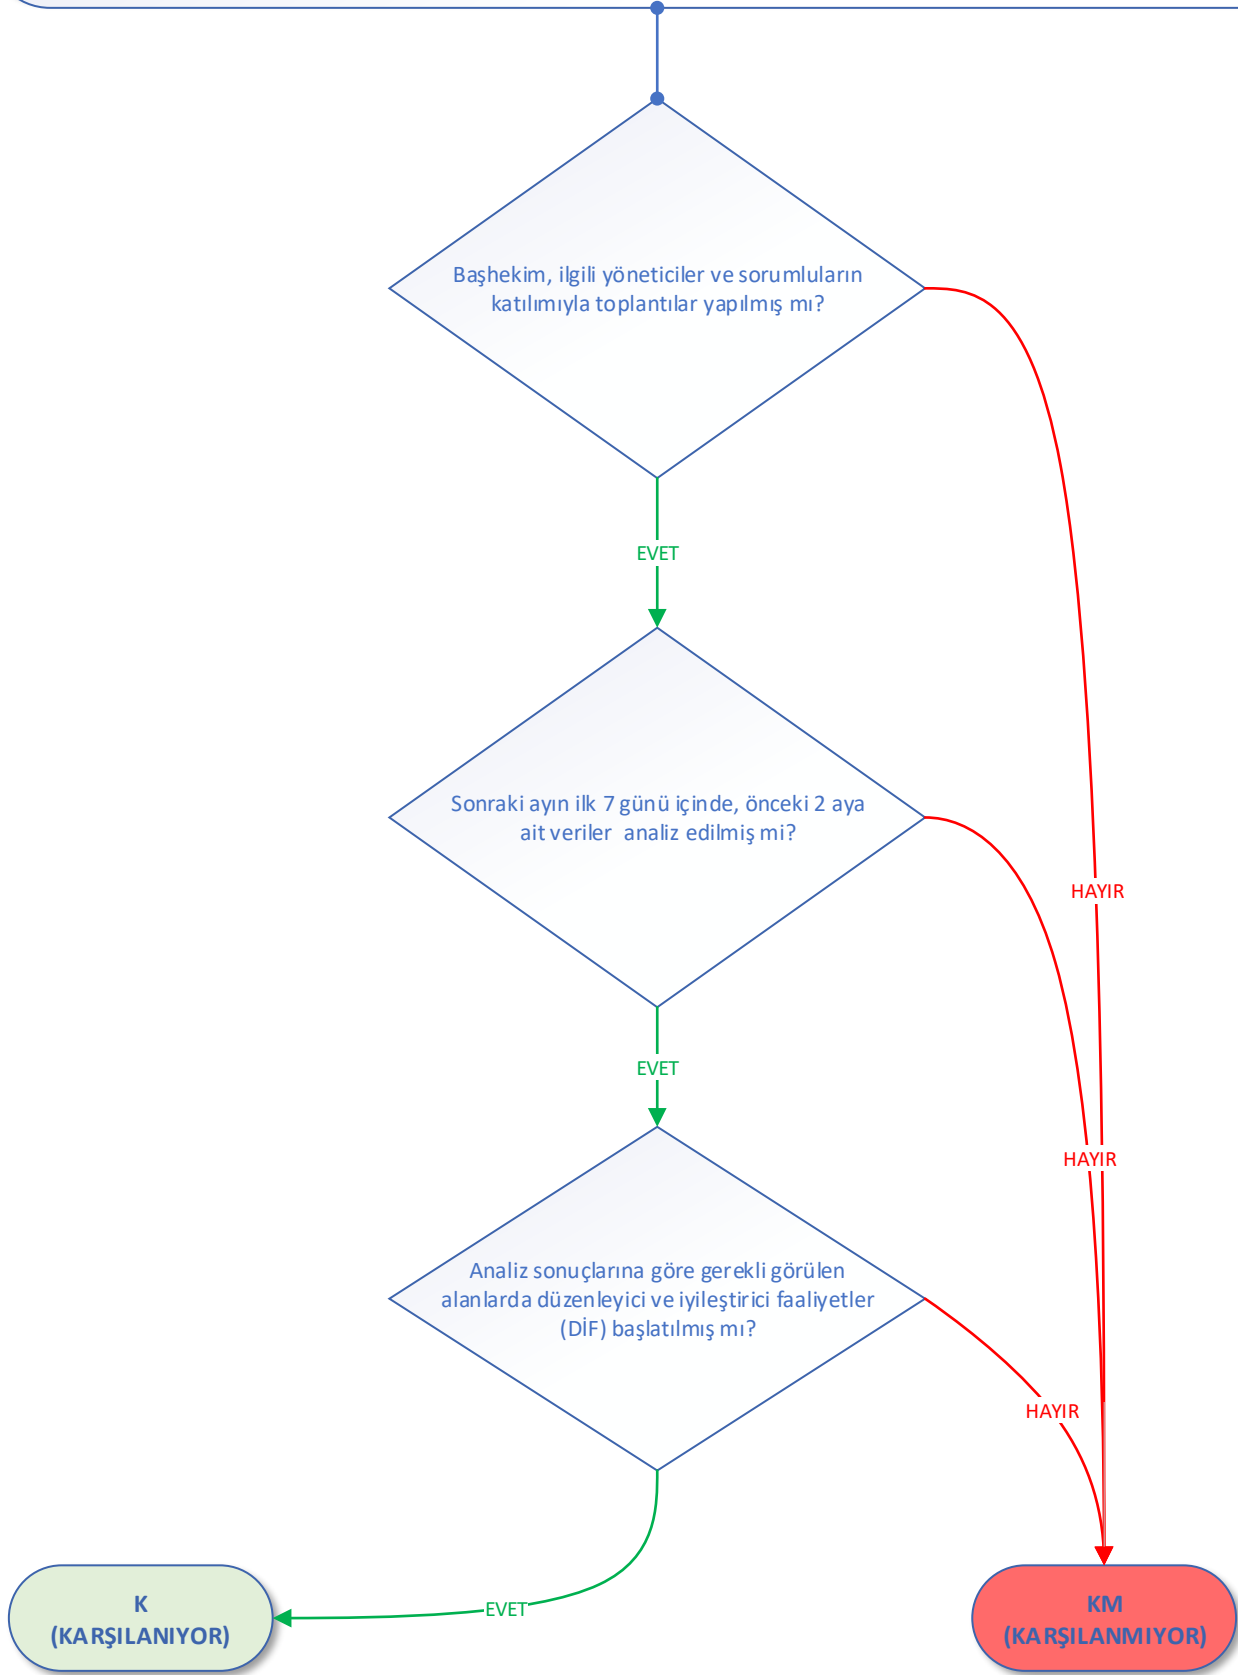 Başhekim, ilgili yöneticiler ve sorumluların
katılımıyla toplantılar yapılmış mı?
EVET
Sonraki ayın ilk 7 günü içinde, önceki 2 aya
ait veriler analiz edilmiş mi?
HAYIR
EVET
HAYIR
Analiz sonuçlarına göre gerekli görülen
alanlarda düzenleyici ve iyileştirici faaliyetler
(DİF) başlatılmış mı?
HAYIR
EVET
K
(KARŞILANIYOR)
KM
(KARŞILANMIYOR)